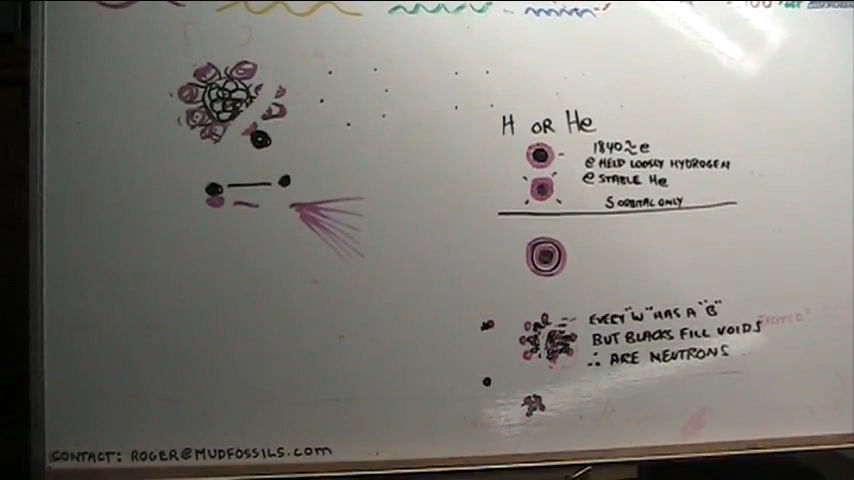 H OR He
1840 ≈ e
e HELD LOOSLY HYDROGEN
e STABLE He
S ORBITAL ONLY
EVERY "W" HAS A "B"
BUT BLACKS FILL VOIDS
∴ ARE NEUTRONS
CONTACT: ROGER@MUDFOSSILS.COM